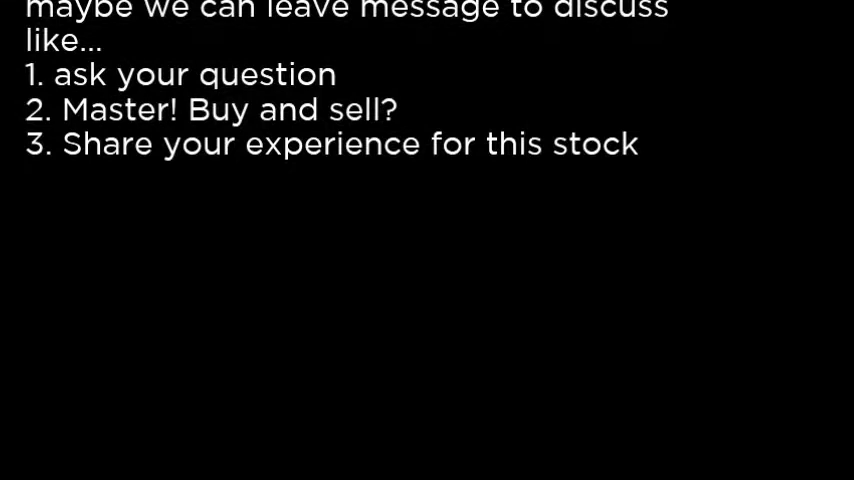 maybe we can leave message to discuss
like...
1. ask your question
2. Master! Buy and sell?
3. Share your experience for this stock